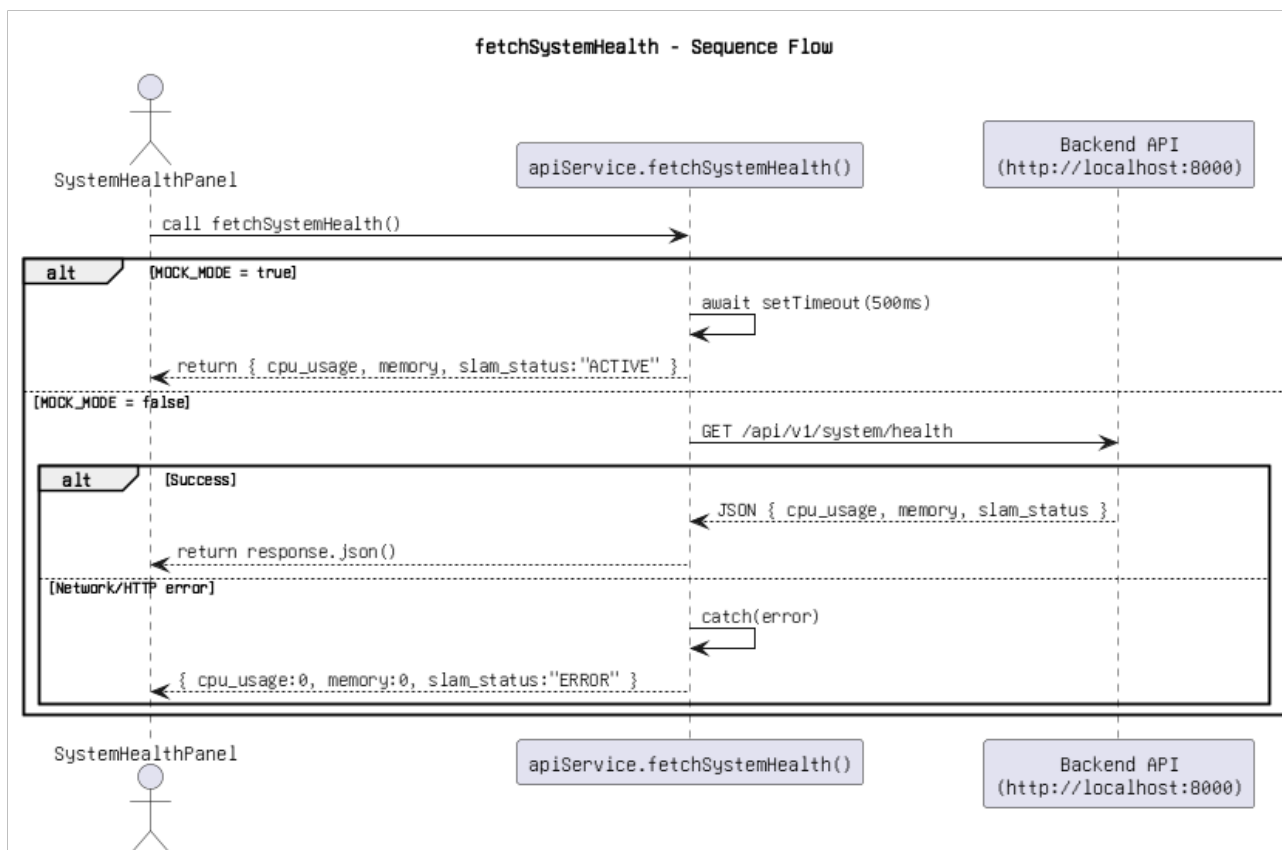 fetchSystemHealth - Sequence Flow
SystemHealthPanel
apiService.fetchSystemHealth()
Backend API
(http://localhost:8000)
call fetchSystemHealth()
alt
[MOCK_MODE = true]
await setTimeout(500ms)
return { cpu_usage, memory, slam_status:"ACTIVE" }
[MOCK_MODE = false]
GET /api/v1/system/health
alt
[Success]
JSON { cpu_usage, memory, slam_status }
return response.json()
[Network/HTTP error]
catch(error)
{ cpu_usage:0, memory:0, slam_status:"ERROR" }
SystemHealthPanel
apiService.fetchSystemHealth()
Backend API
(http://localhost:8000)